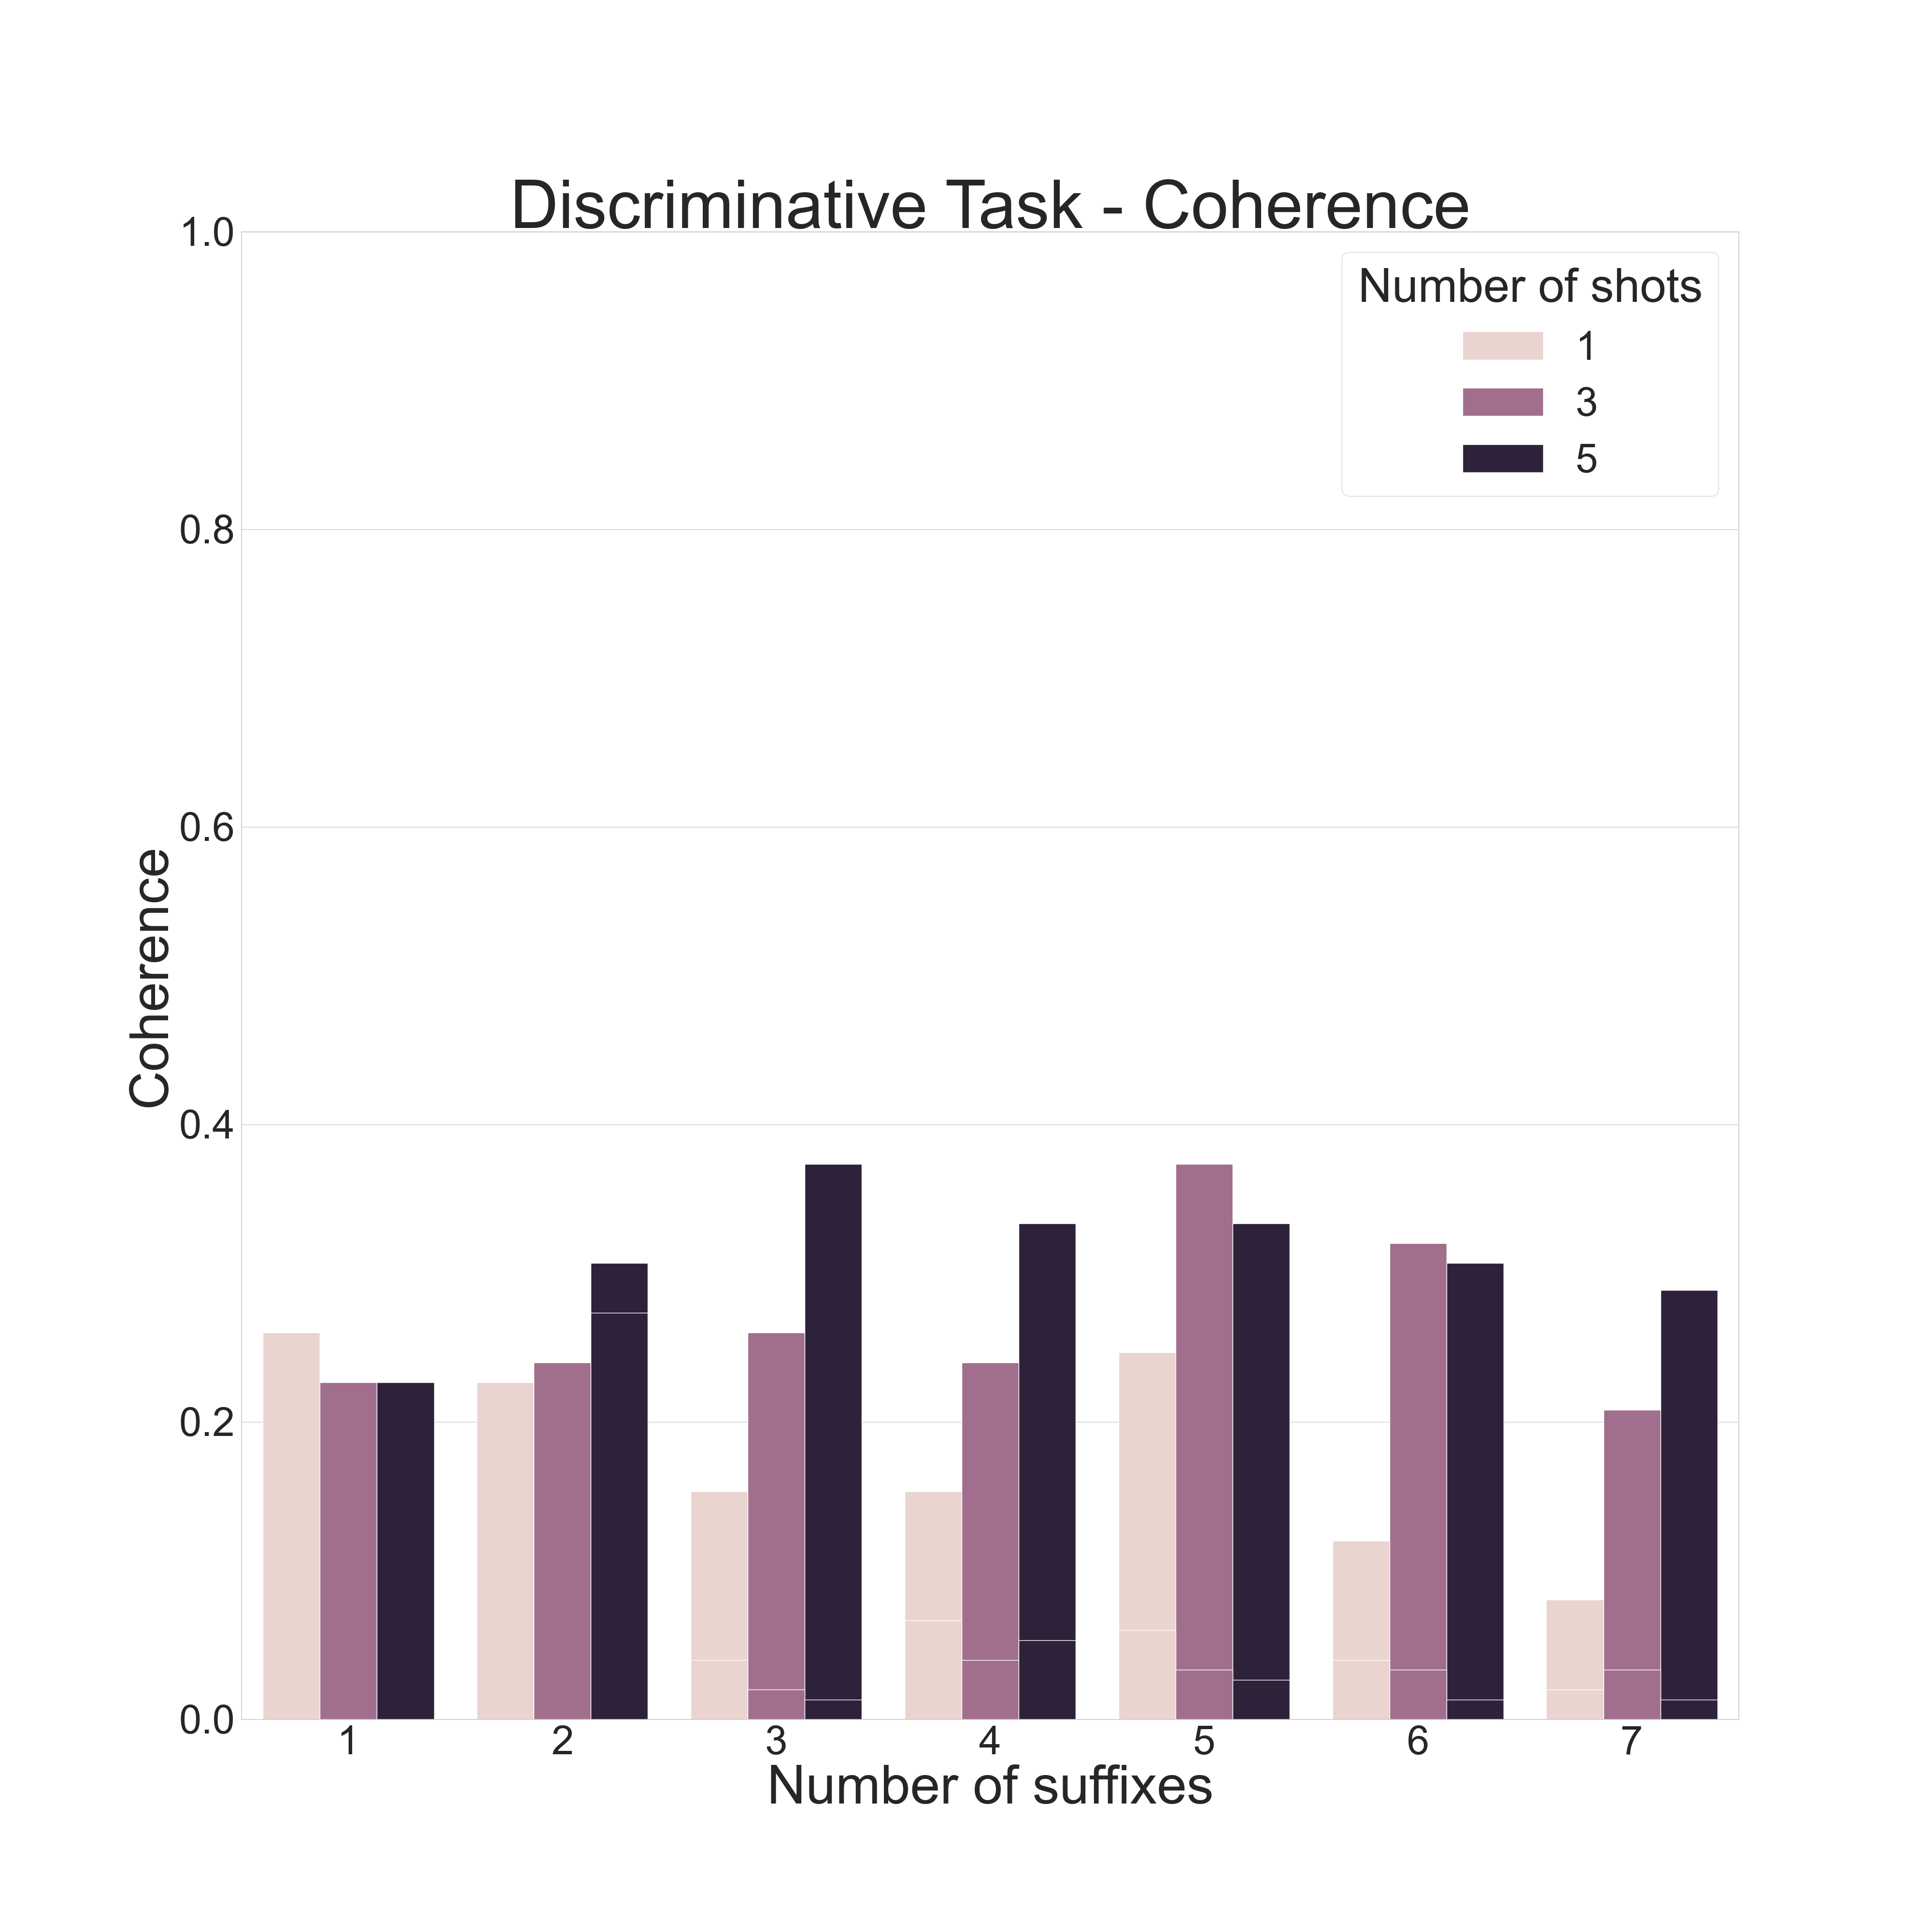 Discriminative Task - Coherence
1.0
Number of shots
1
3
5
0.8
0.6
Coherence
0.4
0.2
0.0
1 2 3 4 5 6 7
Number of suffixes